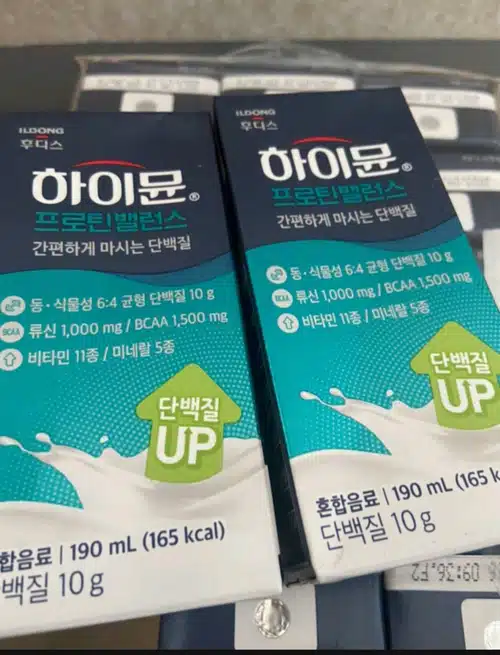 ILDONG
후디스
하이뮨®
프로틴밸런스
간편하게 마시는 단백질
동·식물성 6:4 균형 단백질 10 g
BCAA 류신 1,000 mg / BCAA 1,500 mg
비타민 11종 / 미네랄 5종
단백질
UP
합음료 | 190 mL (165 kcal)
백질 10 g
ILDONG
후디스
하이뮨®
프로틴밸런스
간편하게 마시는 단백질
동·식물성 6:4 균형 단백질 10 g
BCAA 류신 1,000 mg / BCAA 1,500 mg
비타민 11종 / 미네랄 5종
단백질
UP
혼합음료 | 190 mL (165 k
단백질 10 g
09:36.F2